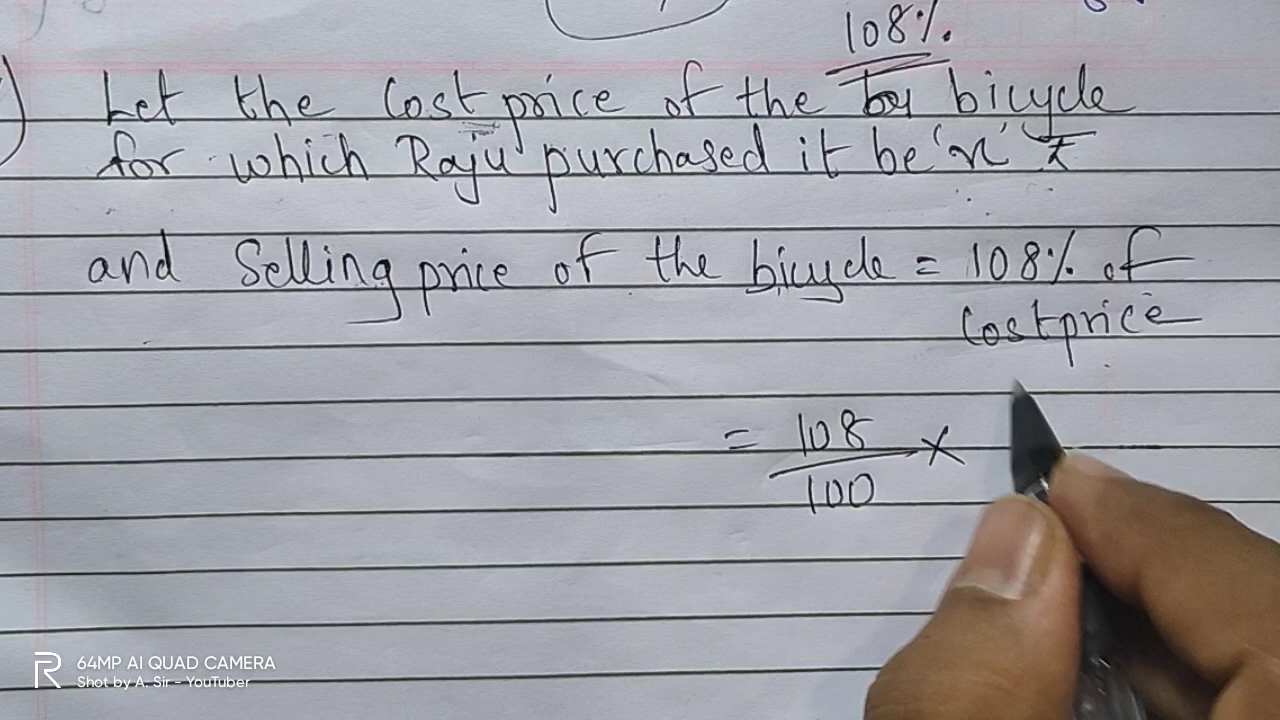 108%.
Let the Cost price of the bicycle
for which Raju purchased it be 'x' ₹
and Selling price of the bicycle = 108% of
Cost price
= 108/100 ×
64MP AI QUAD CAMERA
Shot by A. Sir - YouTuber